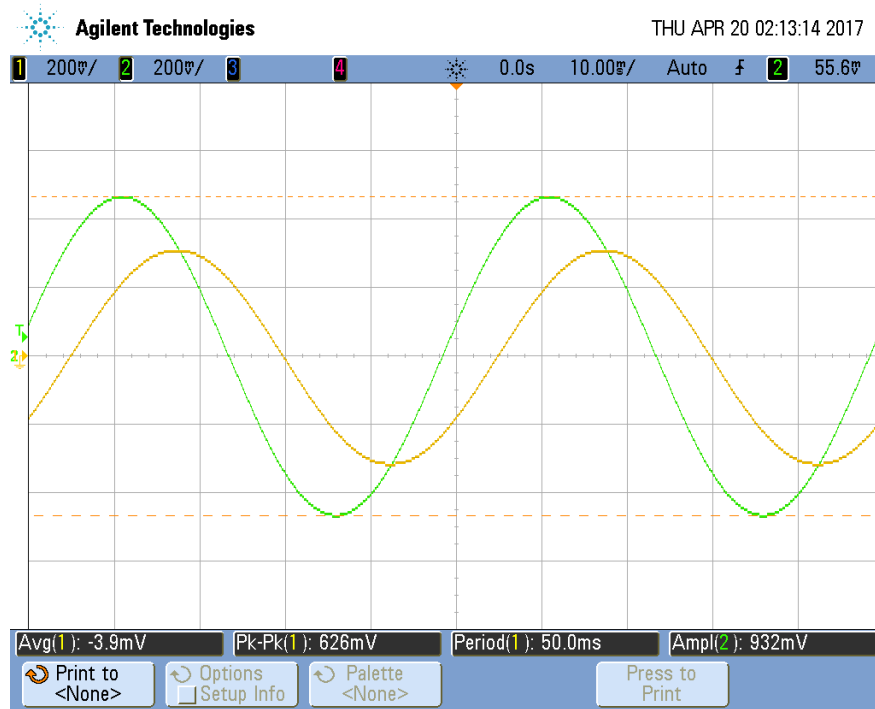 Agilent Technologies THU APR 20 02:13:14 2017
1 200mV/ 2 200mV/ 3 4 0.0s 10.00ms/ Auto 2 55.6mV
T
2
Avg(1): -3.9mV Pk-Pk(1): 626mV Period(1): 50.0ms Ampl(2): 932mV
Print to <None> Options Setup Info Palette <None> Press to Print